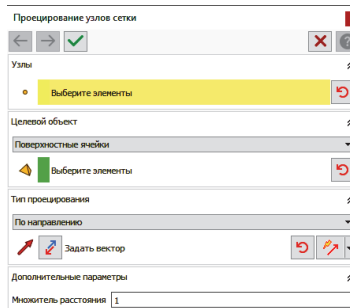 Проецирование узлов сетки
Узлы
Выберите элементы
Целевой объект
Поверхностные ячейки
Выберите элементы
Тип проецирования
По направлению
Задать вектор
Дополнительные параметры
Множитель расстояния 1